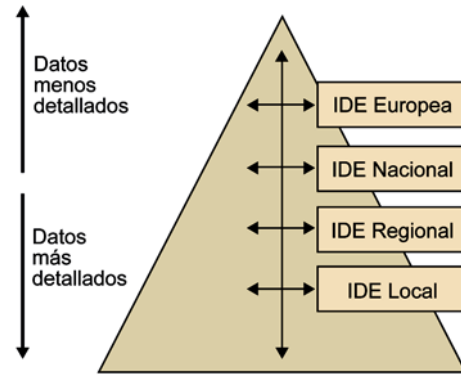 Datos
menos
detallados
Datos
más
detallados
IDE Europea
IDE Nacional
IDE Regional
IDE Local